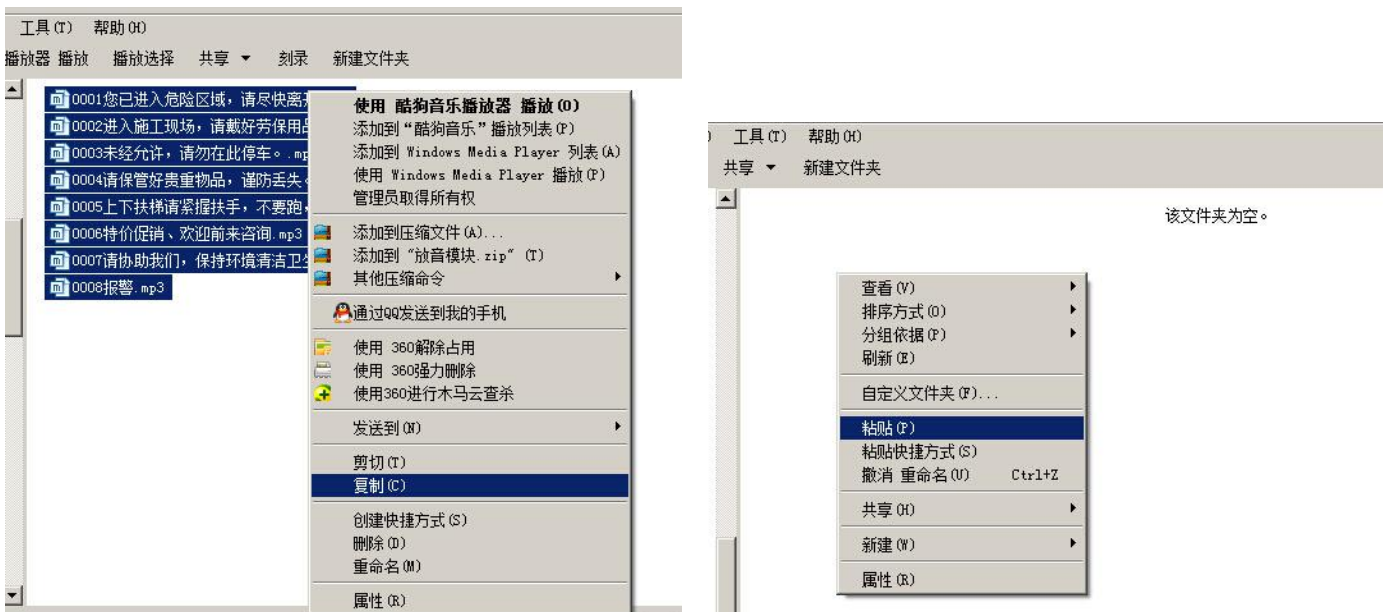 工具(T) 帮助(H)
播放器 播放 播放选择 共享 刻录 新建文件夹
0001您已进入危险区域，请尽快离
0002进入施工现场，请戴好劳保用
0003未经允许，请勿在此停车。.mp
0004请保管好贵重物品，谨防丢失。
0005上下扶梯请紧握扶手，不要跑，
0006特价促销、欢迎前来咨询.mp3
0007请协助我们，保持环境清洁卫
0008报警.mp3
使用 酷狗音乐播放器 播放(O)
添加到“酷狗音乐”播放列表(P)
添加到 Windows Media Player 列表(A)
使用 Windows Media Player 播放(P)
管理员取得所有权
添加到压缩文件(A)...
添加到 “放音模块.zip” (T)
其他压缩命令
通过QQ发送到我的手机
使用 360解除占用
使用 360强力删除
使用360进行木马云查杀
发送到(N)
剪切(T)
复制(C)
创建快捷方式(S)
删除(D)
重命名(M)
属性(R)
) 工具(T) 帮助(H)
共享 新建文件夹
该文件夹为空。
查看(V)
排序方式(O)
分组依据(P)
刷新(E)
自定义文件夹(F)...
粘贴(P)
粘贴快捷方式(S)
撤消 重命名(U) Ctrl+Z
共享(H)
新建(W)
属性(R)